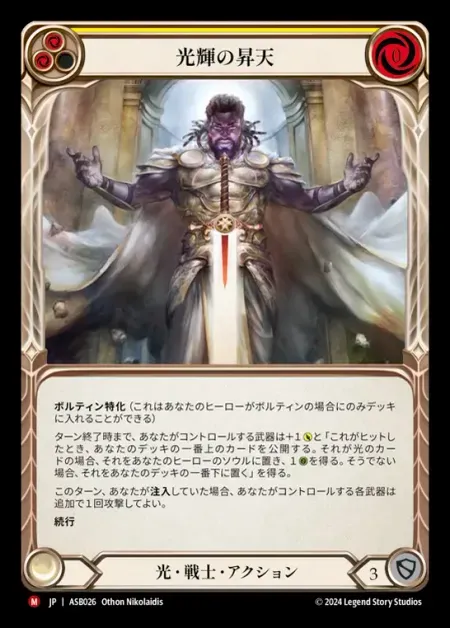 光輝の昇天
0
ボルティン特化（これはあなたのヒーローがボルティンの場合にのみデッキ
に入れることができる）
ターン終了時まで、あなたがコントロールする武器は＋1と「これがヒットし
たとき、あなたのデッキの一番上のカードを公開する。それが光のカ
ードの場合、それをあなたのヒーローのソウルに置き、1を得る。そうでない
場合、それをあなたのデッキの一番下に置く」を得る。
このターン、あなたが注入していた場合、あなたがコントロールする各武器は
追加で1回攻撃してよい。
続行
光・戦士・アクション
3
M JP | ASB026 Othon Nikolaidis
© 2024 Legend Story Studios